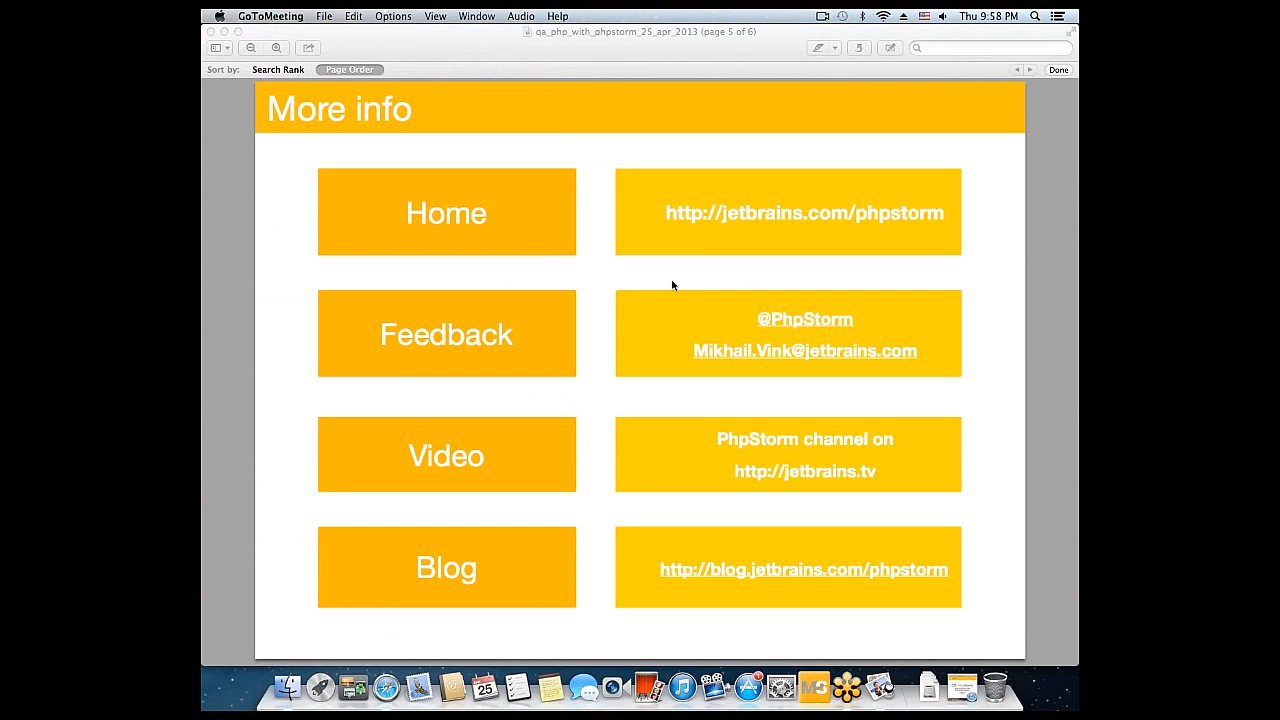 GoToMeeting File Edit Options View Window Audio Help Thu 9:58 PM
qa_php_with_phpstorm_25_apr_2013 (page 5 of 6)
Sort by: Search Rank Page Order Done
More info
Home
http://jetbrains.com/phpstorm
Feedback
@PhpStorm
Mikhail.Vink@jetbrains.com
Video
PhpStorm channel on
http://jetbrains.tv
Blog
http://blog.jetbrains.com/phpstorm
25
1